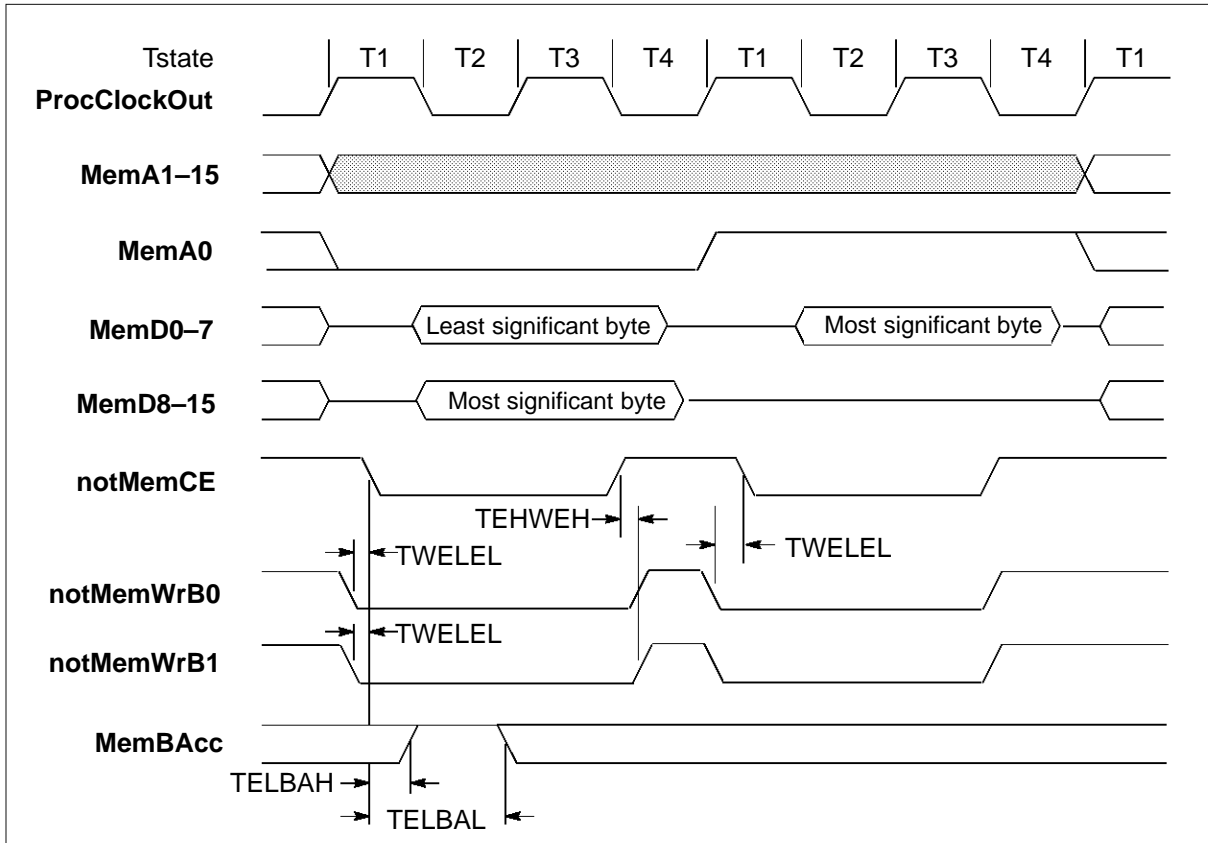 Tstate T1 T2 T3 T4 T1 T2 T3 T4 T1
ProcClockOut
MemA1–15
MemA0
MemD0–7 Least significant byte Most significant byte
MemD8–15 Most significant byte
notMemCE
TEHWEH
TWELEL TWELEL
notMemWrB0
TWELEL
notMemWrB1
MemBAcc
TELBAH
TELBAL